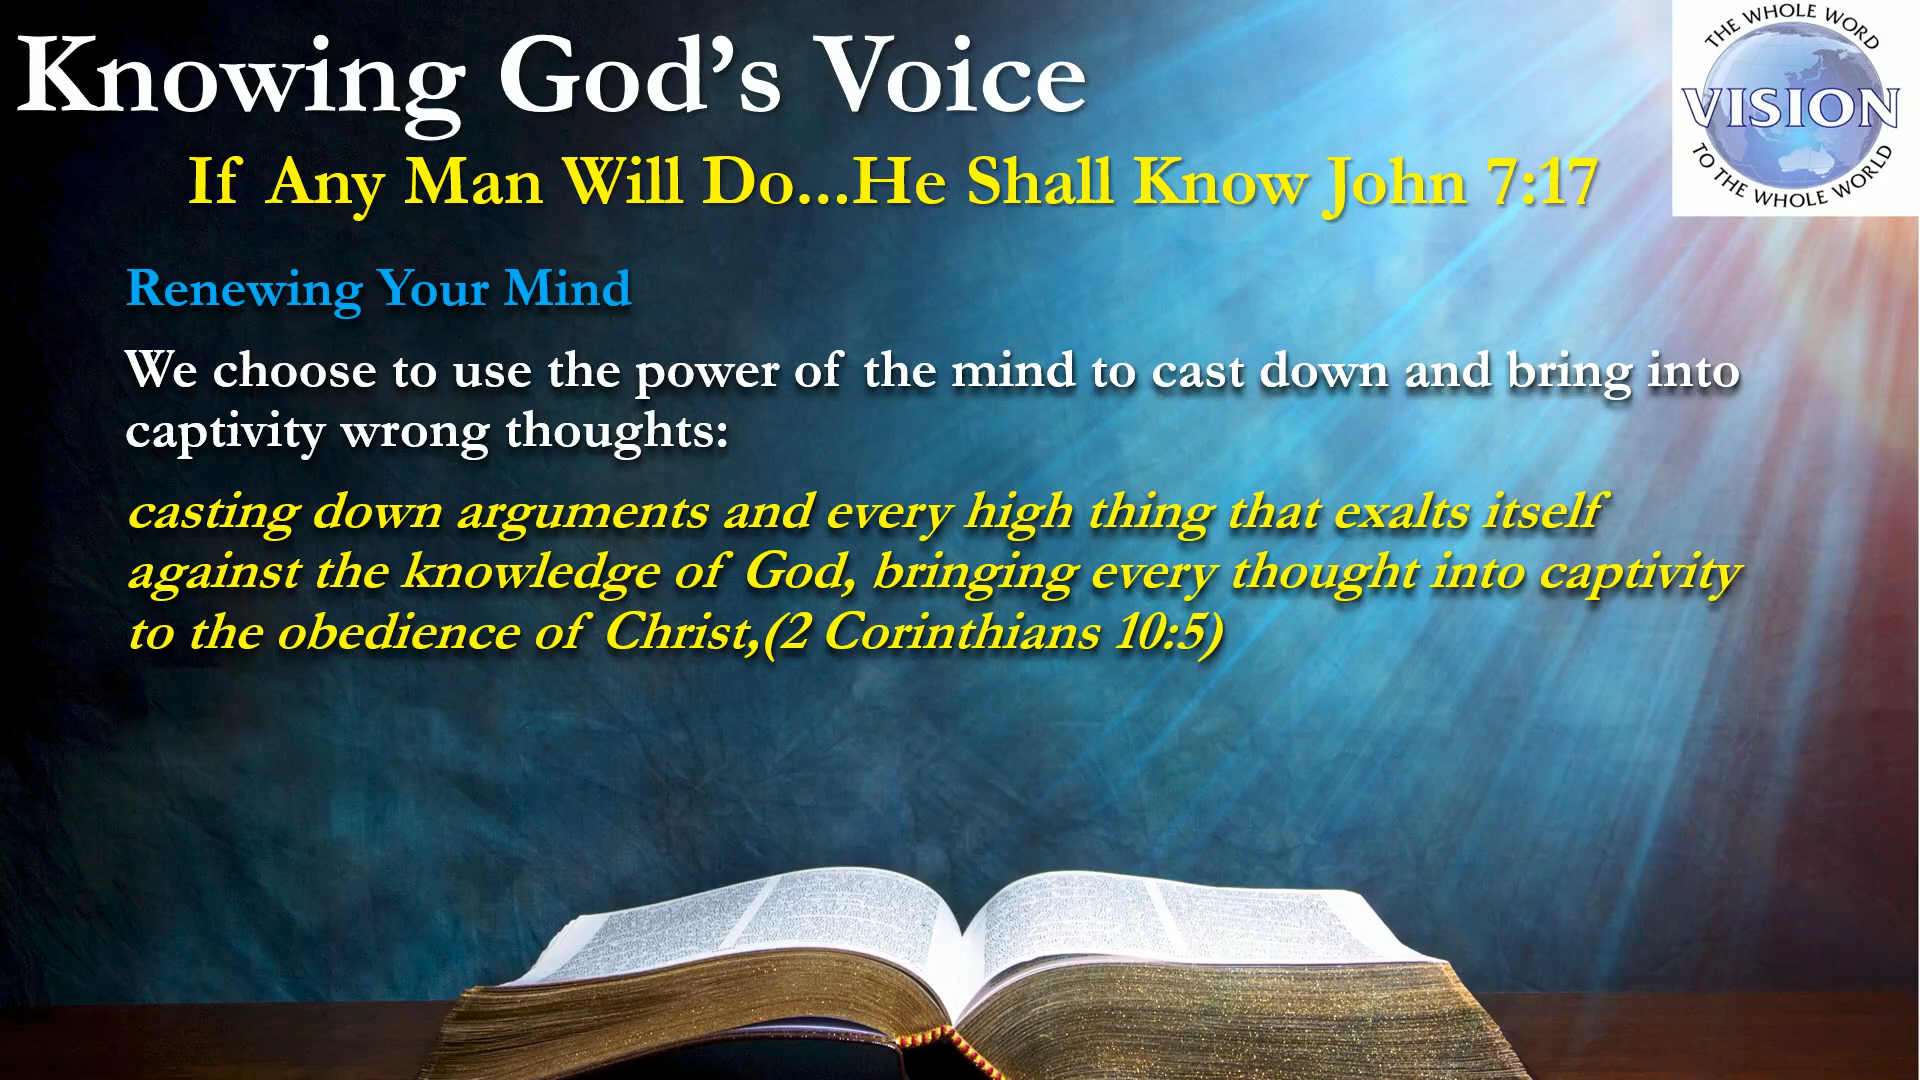 Knowing God’s Voice
If Any Man Will Do...He Shall Know John 7:17
THE WHOLE WORD
VISION
TO THE WHOLE WORLD
Renewing Your Mind
We choose to use the power of the mind to cast down and bring into
captivity wrong thoughts:
casting down arguments and every high thing that exalts itself
against the knowledge of God, bringing every thought into captivity
to the obedience of Christ,(2 Corinthians 10:5)